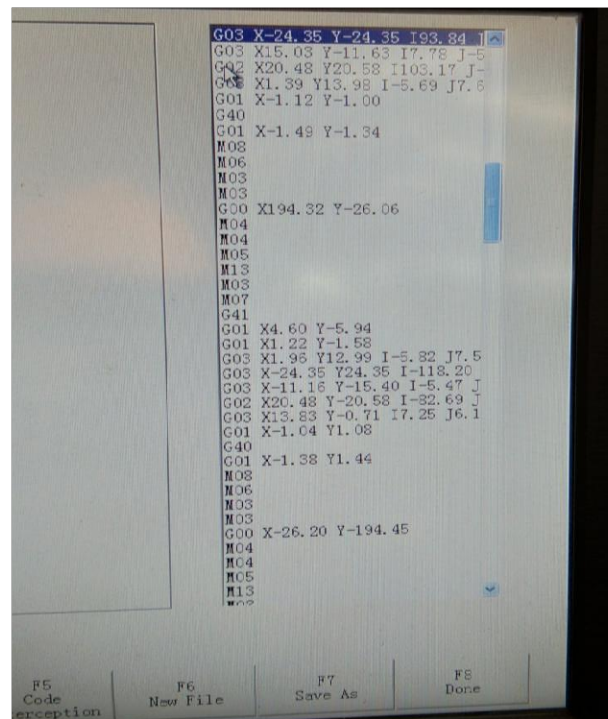 G03 X-24.35 Y-24.35 I93.84
G03 X15.03 Y-11.63 I7.78 J-5
G02 X20.48 Y20.58 I103.17 J-
G03 X1.39 Y13.98 I-5.69 J7.6
G01 X-1.12 Y-1.00
G40
G01 X-1.49 Y-1.34
M08
M06
M03
M03
G00 X194.32 Y-26.06
M04
M04
M05
M13
M03
M07
G41
G01 X4.60 Y-5.94
G01 X1.22 Y-1.58
G03 X1.96 Y12.99 I-5.82 J7.5
G03 X-24.35 Y24.35 I-118.20
G03 X-11.16 Y-15.40 I-5.47 J
G02 X20.48 Y-20.58 I-82.69 J
G03 X13.83 Y-0.71 I7.25 J6.1
G01 X-1.04 Y1.08
G40
G01 X-1.38 Y1.44
M08
M06
M03
M03
G00 X-26.20 Y-194.45
M04
M04
M05
M13
F5
Code
erception
F6
New File
F7
Save As
F8
Done